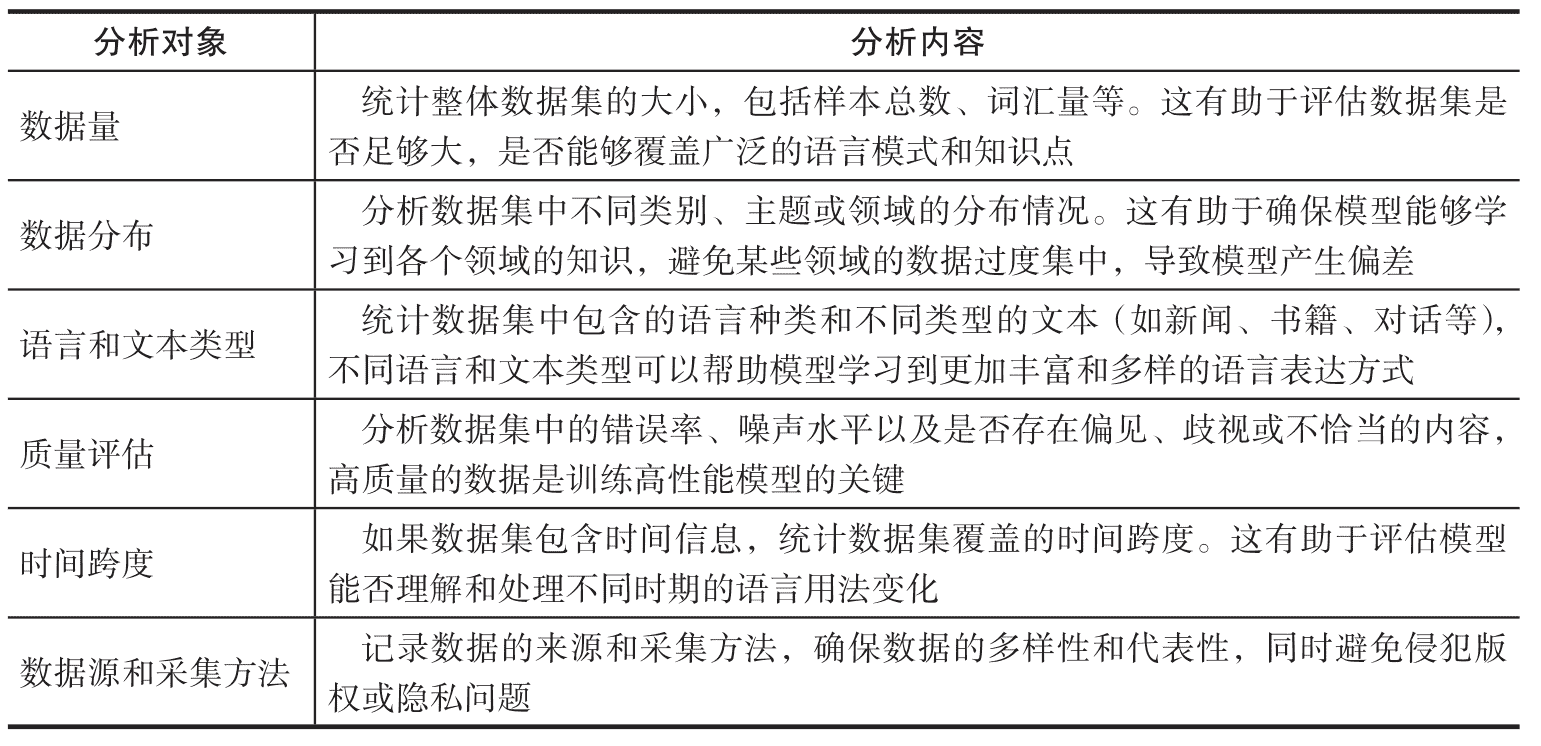 分析对象 分析内容
数据量
统计整体数据集的大小，包括样本总数、词汇量等。这有助于评估数据集是
否足够大，是否能够覆盖广泛的语言模式和知识点
数据分布
分析数据集中不同类别、主题或领域的分布情况。这有助于确保模型能够学
习到各个领域的知识，避免某些领域的数据过度集中，导致模型产生偏差
语言和文本类型
统计数据集中包含的语言种类和不同类型的文本（如新闻、书籍、对话等），
不同语言和文本类型可以帮助模型学习到更加丰富和多样的语言表达方式
质量评估
分析数据集中的错误率、噪声水平以及是否存在偏见、歧视或不恰当的内容，
高质量的数据是训练高性能模型的关键
时间跨度
如果数据集包含时间信息，统计数据集覆盖的时间跨度。这有助于评估模型
能否理解和处理不同时期的语言用法变化
数据源和采集方法
记录数据的来源和采集方法，确保数据的多样性和代表性，同时避免侵犯版
权或隐私问题